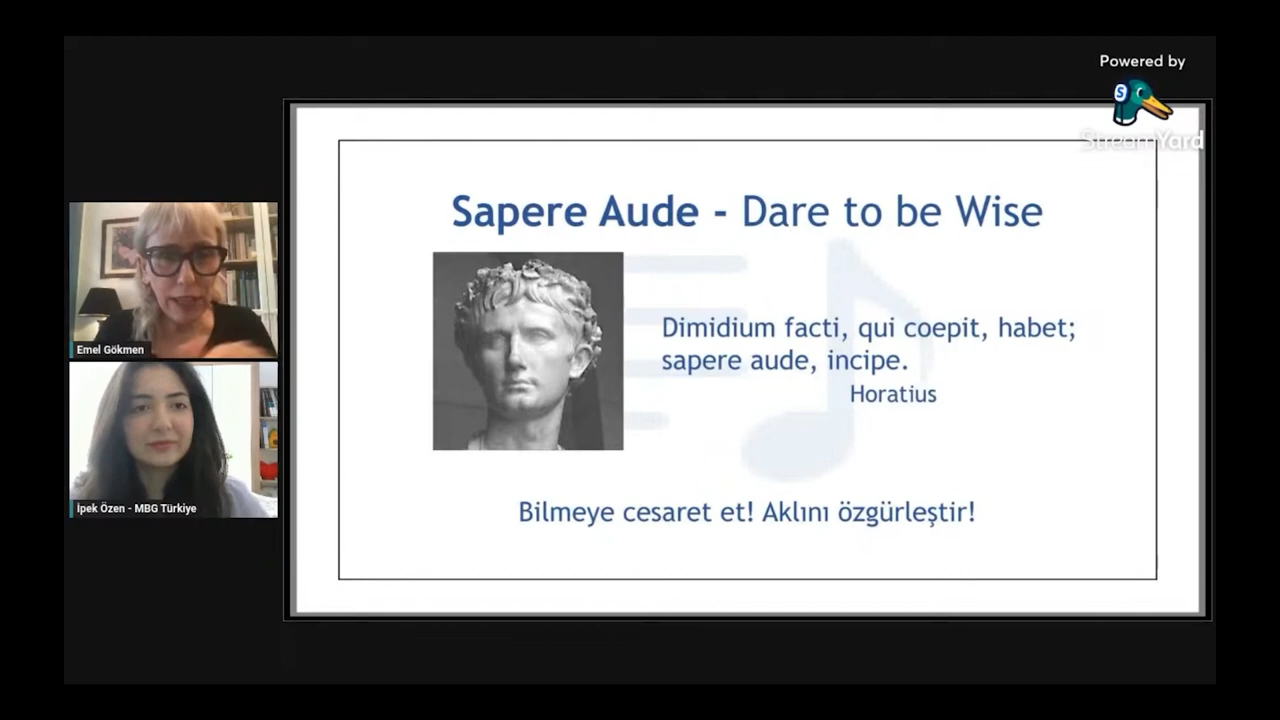 Powered by
StreamYard
Sapere Aude - Dare to be Wise
Dimidium facti, qui coepit, habet;
sapere aude, incipe.
Horatius
Bilmeye cesaret et! Aklını özgürleştir!
Emel Gökmen
İpek Özen - MBG Türkiye